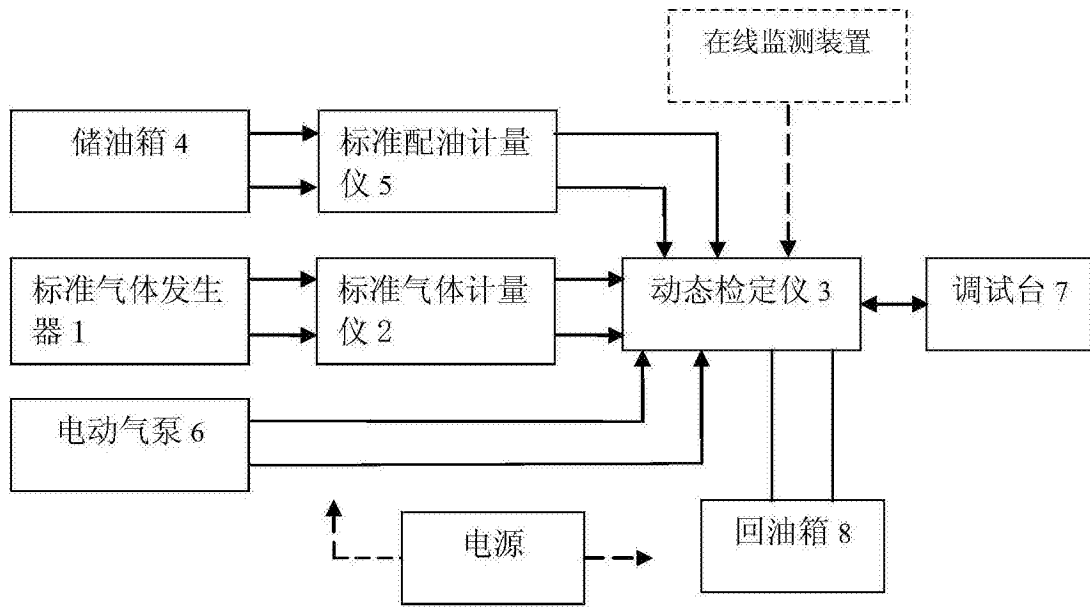 在线监测装置
储油箱 4
标准配油计量
仪 5
标准气体发生
器 1
标准气体计量
仪 2
动态检定仪 3
调试台 7
电动气泵 6
电源
回油箱 8